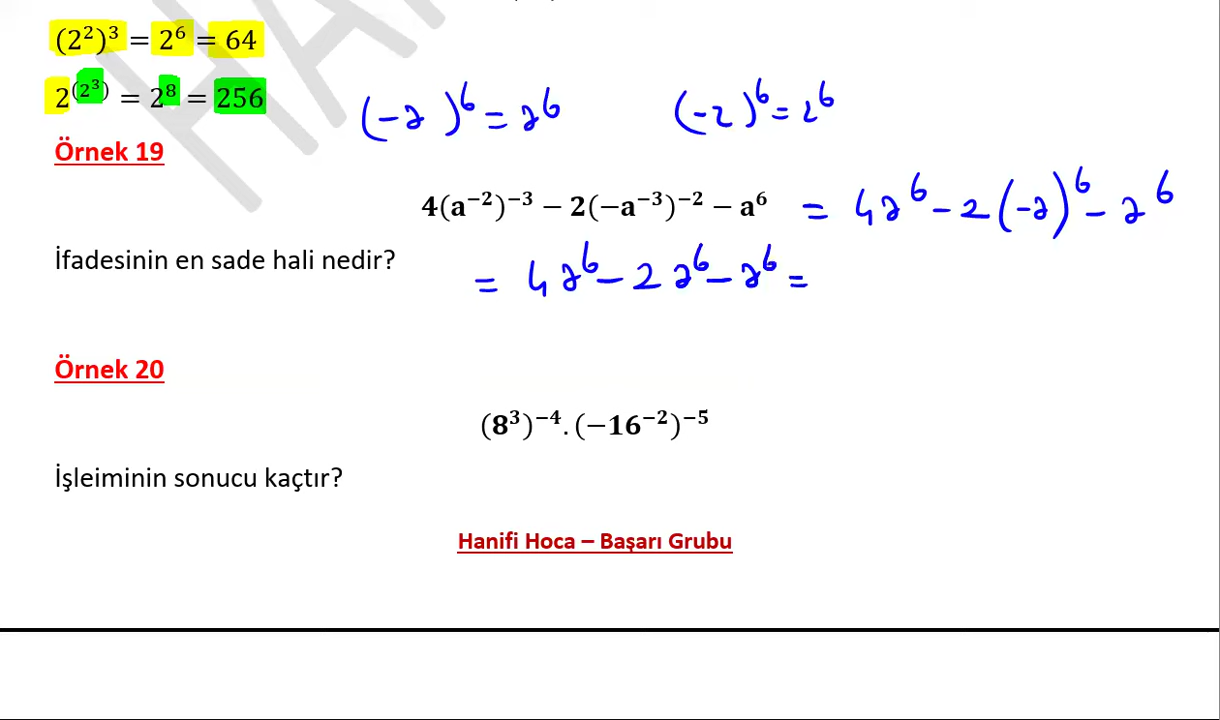 (2²)³ = 2⁶ = 64
2^(2³) = 2⁸ = 256
(-a)⁶ = a⁶
(-2)⁶ = 2⁶
Örnek 19
4(a⁻²)⁻³ − 2(−a⁻³)⁻² − a⁶ = 4a⁶ - 2(-a)⁶ - a⁶
İfadesinin en sade hali nedir?
= 4a⁶ - 2a⁶ - a⁶ =
Örnek 20
(8³)⁻⁴.(−16⁻²)⁻⁵
İşleiminin sonucu kaçtır?
Hanifi Hoca – Başarı Grubu